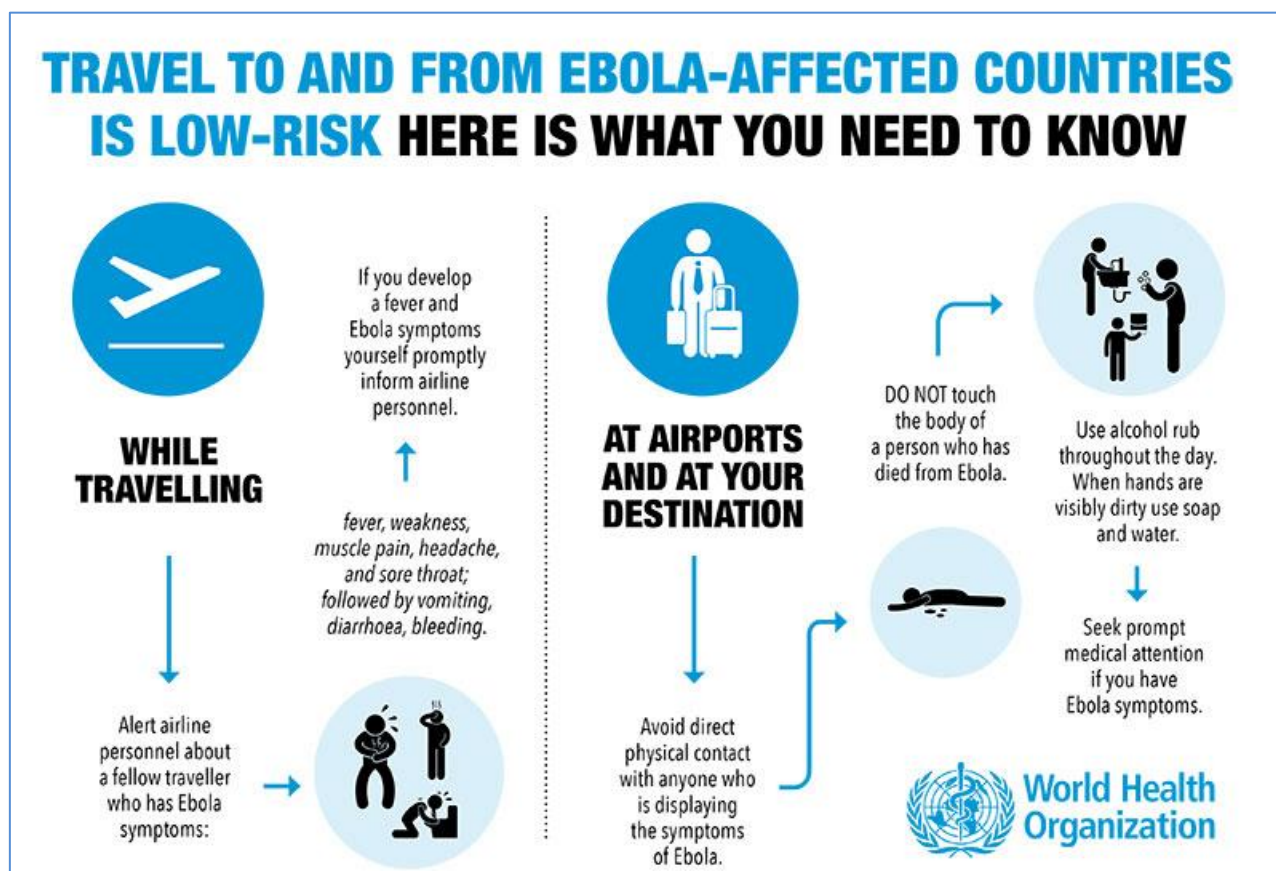 TRAVEL TO AND FROM EBOLA-AFFECTED COUNTRIES
IS LOW-RISK HERE IS WHAT YOU NEED TO KNOW
WHILE
TRAVELLING
Alert airline
personnel about
a fellow traveller
who has Ebola
symptoms:
fever, weakness,
muscle pain, headache,
and sore throat;
followed by vomiting,
diarrhoea, bleeding.
If you develop
a fever and
Ebola symptoms
yourself promptly
inform airline
personnel.
AT AIRPORTS
AND AT YOUR
DESTINATION
Avoid direct
physical contact
with anyone who
is displaying
the symptoms
of Ebola.
DO NOT touch
the body of
a person who has
died from Ebola.
Use alcohol rub
throughout the day.
When hands are
visibly dirty use soap
and water.
Seek prompt
medical attention
if you have
Ebola symptoms.
World Health
Organization